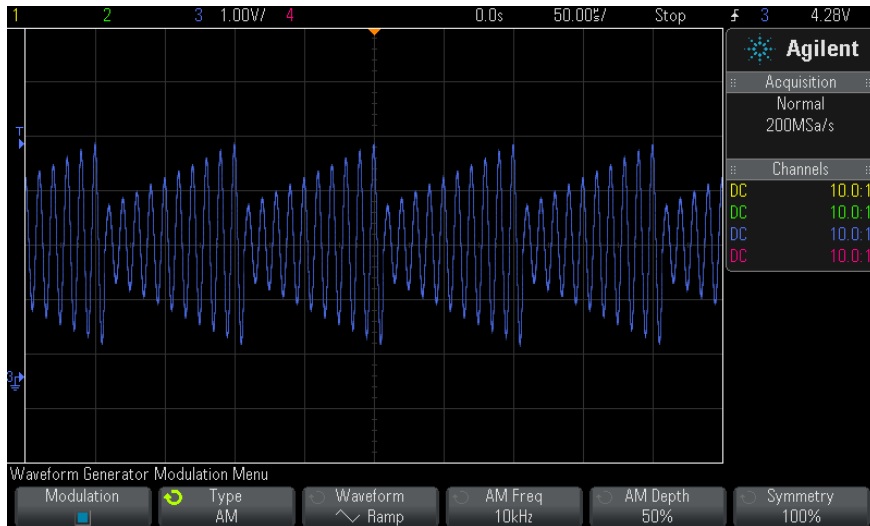 1 2 3 1.00V/ 4 0.0s 50.00㎲/ Stop 3 4.28V
Agilent
Acquisition
Normal
200MSa/s
Channels
DC 10.0:1
DC 10.0:1
DC 10.0:1
DC 10.0:1
T
3
Waveform Generator Modulation Menu
Modulation Type Waveform AM Freq AM Depth Symmetry
AM Ramp 10kHz 50% 100%